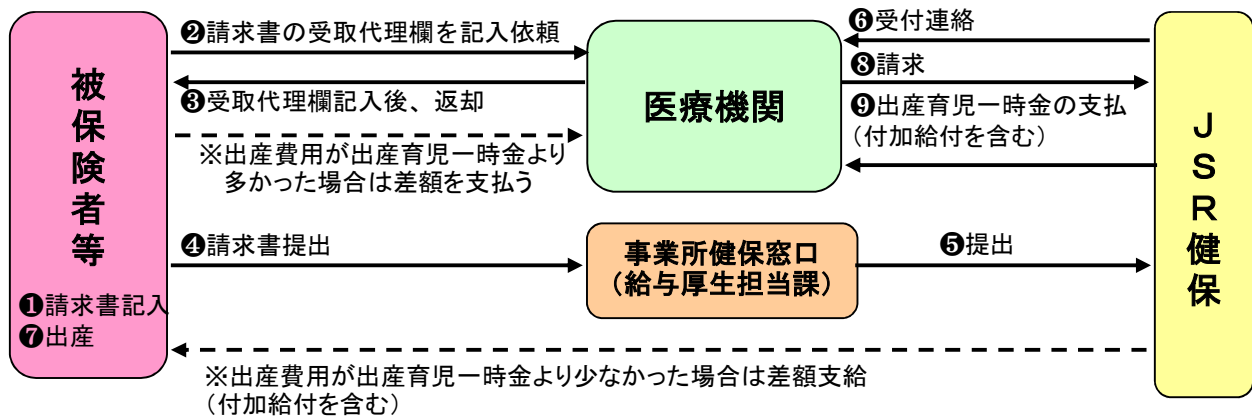 被保険者等
❶請求書記入
❼出産
❷請求書の受取代理欄を記入依頼
❸受取代理欄記入後、返却
※出産費用が出産育児一時金より
多かった場合は差額を支払う
医療機関
❻受付連絡
❽請求
❾出産育児一時金の支払
（付加給付を含む）
ＪＳＲ健保
❹請求書提出
事業所健保窓口
（給与厚生担当課）
❺提出
※出産費用が出産育児一時金より少なかった場合は差額支給
（付加給付を含む）